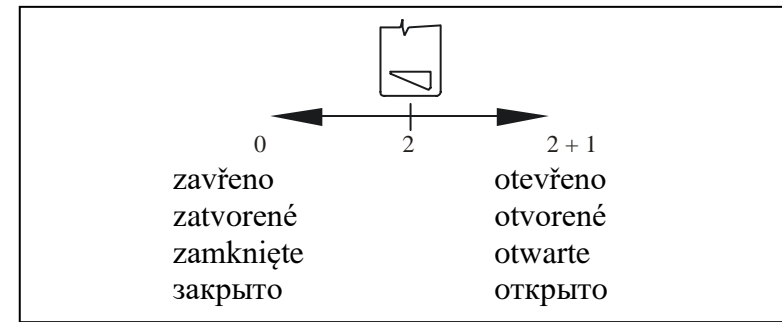 0 2 2 + 1
zavřeno otevřeno
zatvorené otvorené
zamknięte otwarte
закрыто открыто